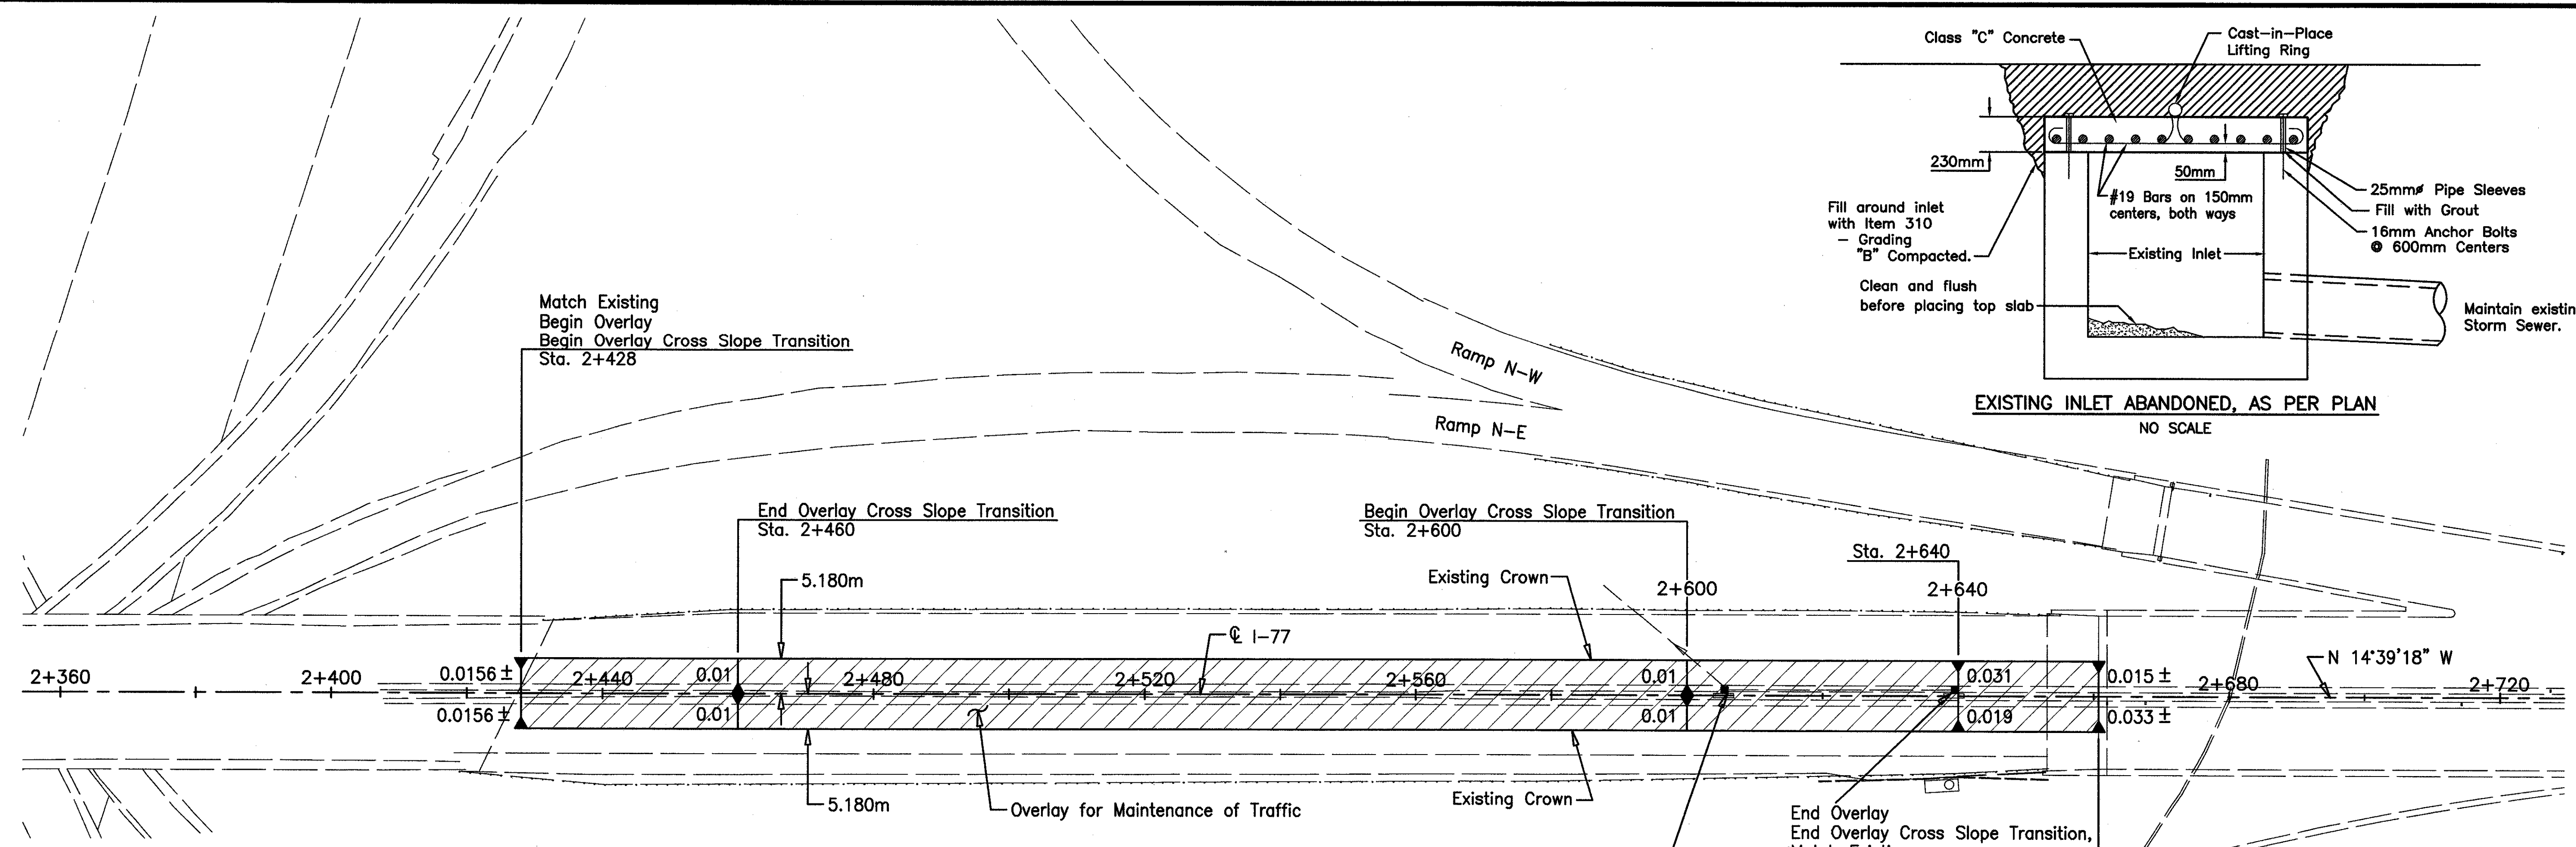 Class "C" Concrete
Cast-in-Place
Lifting Ring
230mm
50mm
#19 Bars on 150mm
centers, both ways
25mmø Pipe Sleeves
Fill with Grout
16mm Anchor Bolts
@ 600mm Centers
Fill around inlet
with Item 310
- Grading
"B" Compacted.
Existing Inlet
Clean and flush
before placing top slab
Maintain existin
Storm Sewer.
EXISTING INLET ABANDONED, AS PER PLAN
NO SCALE
Match Existing
Begin Overlay
Begin Overlay Cross Slope Transition
Sta. 2+428
Ramp N-W
Ramp N-E
End Overlay Cross Slope Transition
Sta. 2+460
Begin Overlay Cross Slope Transition
Sta. 2+600
Sta. 2+640
5.180m
Existing Crown
2+600
2+640
℄ I-77
N 14°39'18" W
2+360
2+400
0.0156 ±
2+440
0.01
2+480
2+520
2+560
0.01
0.031
0.015 ±
2+680
2+720
0.0156 ±
0.01
0.01
0.019
0.033 ±
5.180m
Overlay for Maintenance of Traffic
Existing Crown
End Overlay
End Overlay Cross Slope Transition,